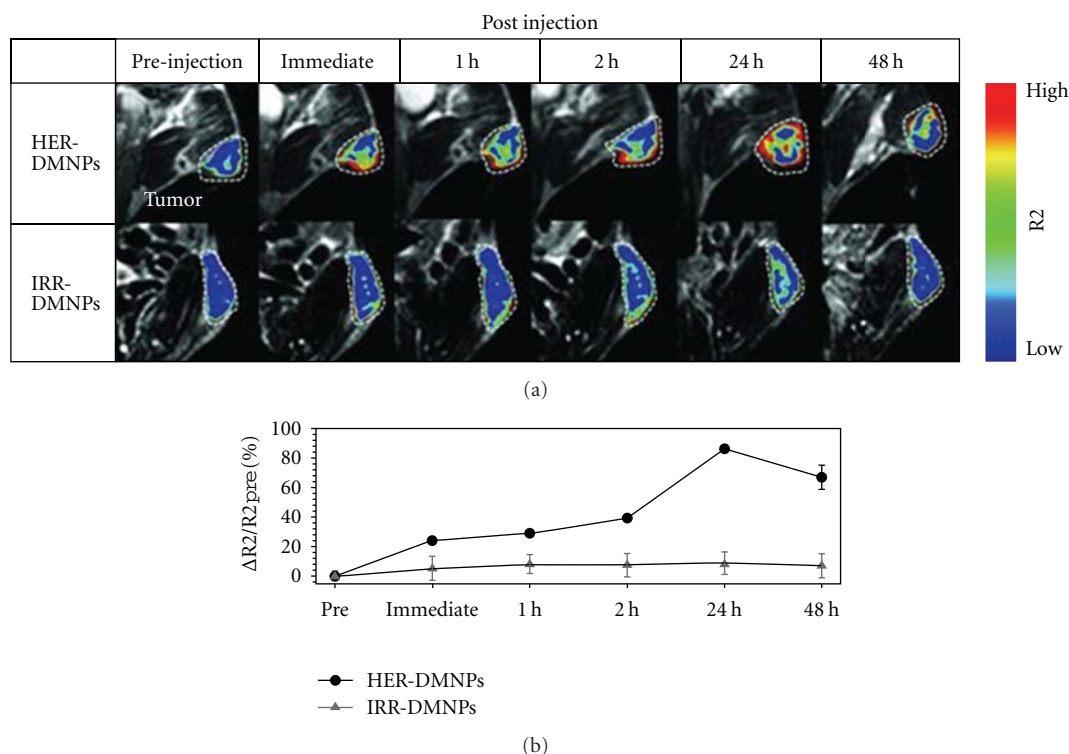 Post injection
Pre-injection Immediate 1 h 2 h 24 h 48 h
HER-
DMNPs
Tumor
IRR-
DMNPs
High
R2
Low
(a)
ΔR2/R2pre(%)
100
80
60
40
20
0
Pre Immediate 1 h 2 h 24 h 48 h
HER-DMNPs
IRR-DMNPs
(b)